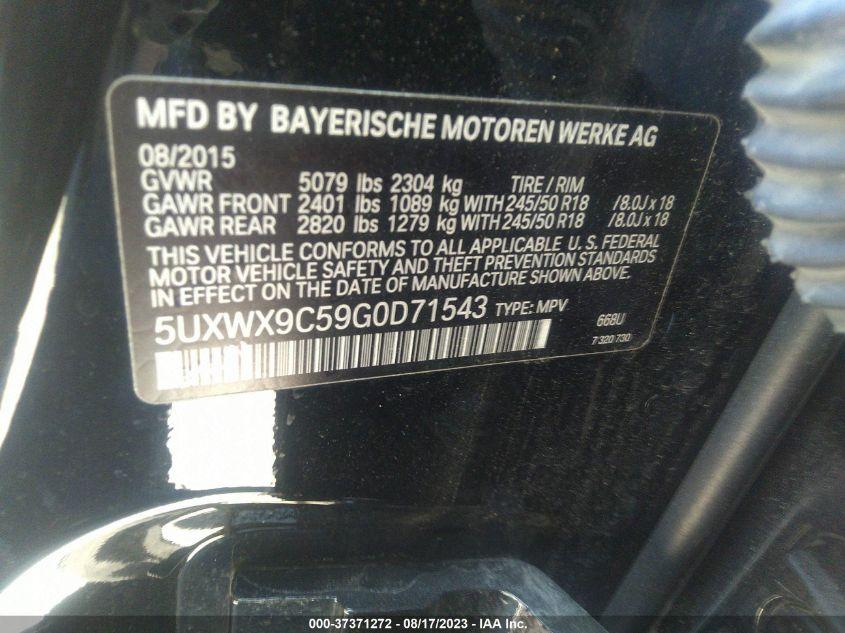 MFD BY BAYERISCHE MOTOREN WERKE AG
08/2015
GVWR 5079 lbs 2304 kg TIRE / RIM
GAWR FRONT 2401 lbs 1089 kg WITH 245/50 R18 /8.0J x 18
GAWR REAR 2820 lbs 1279 kg WITH 245/50 R18 /8.0J x 18
THIS VEHICLE CONFORMS TO ALL APPLICABLE U. S. FEDERAL
MOTOR VEHICLE SAFETY AND THEFT PREVENTION STANDARDS
IN EFFECT ON THE DATE OF MANUFACTURE SHOWN ABOVE.
5UXWX9C59G0D71543 TYPE: MPV 668U
7 320 730
000-37371272 - 08/17/2023 - IAA Inc.